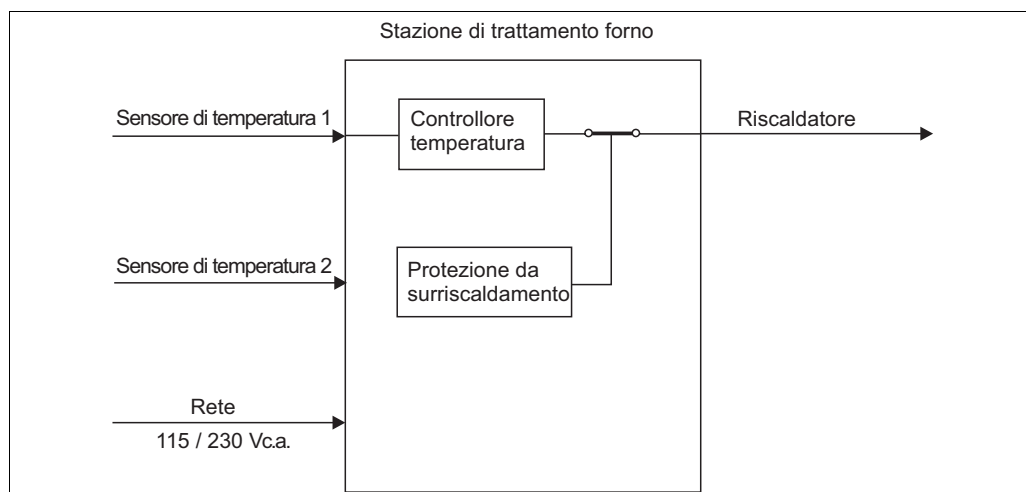 Stazione di trattamento forno
Sensore di temperatura 1
Controllore
temperatura
Riscaldatore
Sensore di temperatura 2
Protezione da
surriscaldamento
Rete
115 / 230 Vc.a.